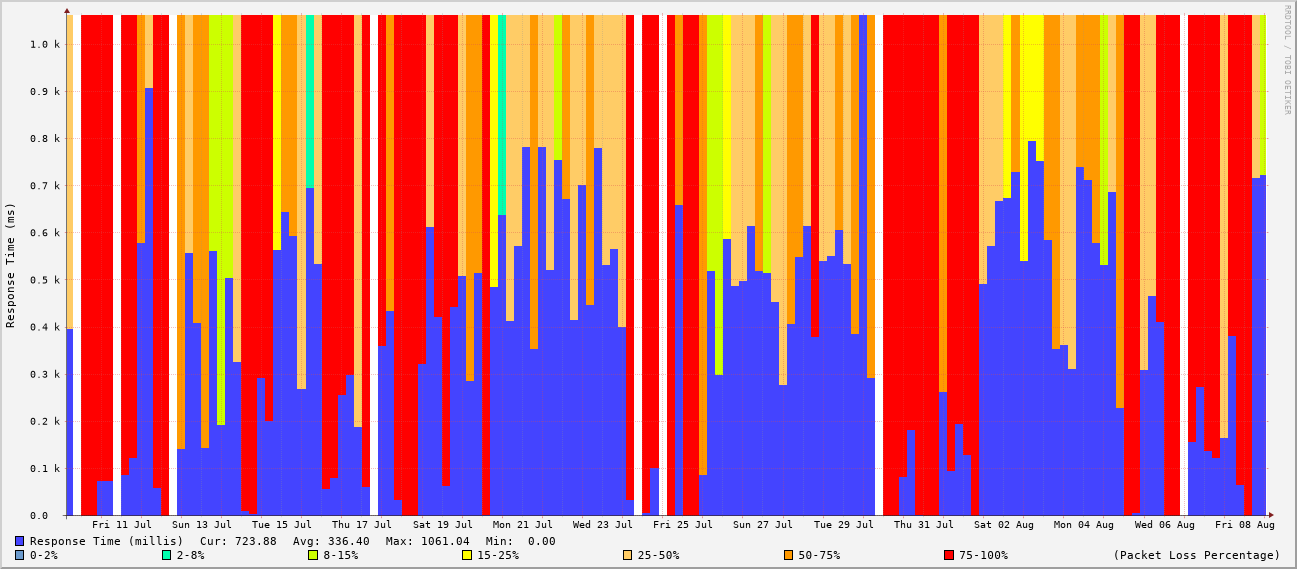 RRDTOOL / TOBI OETIKER
Response Time (ms)
1.0 k
0.9 k
0.8 k
0.7 k
0.6 k
0.5 k
0.4 k
0.3 k
0.2 k
0.1 k
0.0
Fri 11 Jul Sun 13 Jul Tue 15 Jul Thu 17 Jul Sat 19 Jul Mon 21 Jul Wed 23 Jul Fri 25 Jul Sun 27 Jul Tue 29 Jul Thu 31 Jul Sat 02 Aug Mon 04 Aug Wed 06 Aug Fri 08 Aug
Response Time (millis) Cur: 723.88 Avg: 336.40 Max: 1061.04 Min: 0.00
0-2% 2-8% 8-15% 15-25% 25-50% 50-75% 75-100% (Packet Loss Percentage)